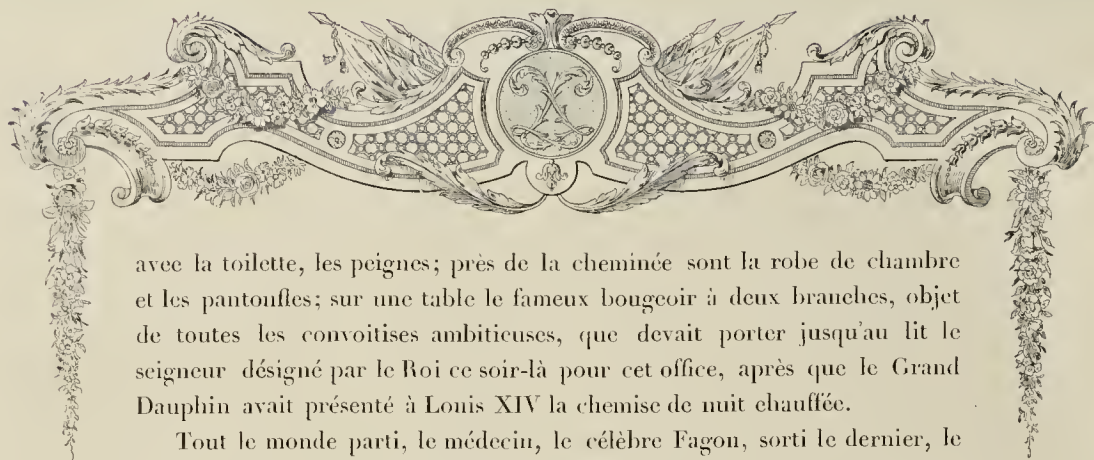 avec la toilette, les peignes; près de la cheminée sont la robe de chambre
et les pantoufles; sur une table le fameux bougeoir à deux branches, objet
de toutes les convoitises ambitieuses, que devait porter jusqu'au lit le
seigneur désigné par le Roi ce soir-là pour cet office, après que le Grand
Dauphin avait présenté à Louis XIV la chemise de nuit chauffée.
Tout le monde parti, le médecin, le célèbre Fagon, sorti le dernier, le